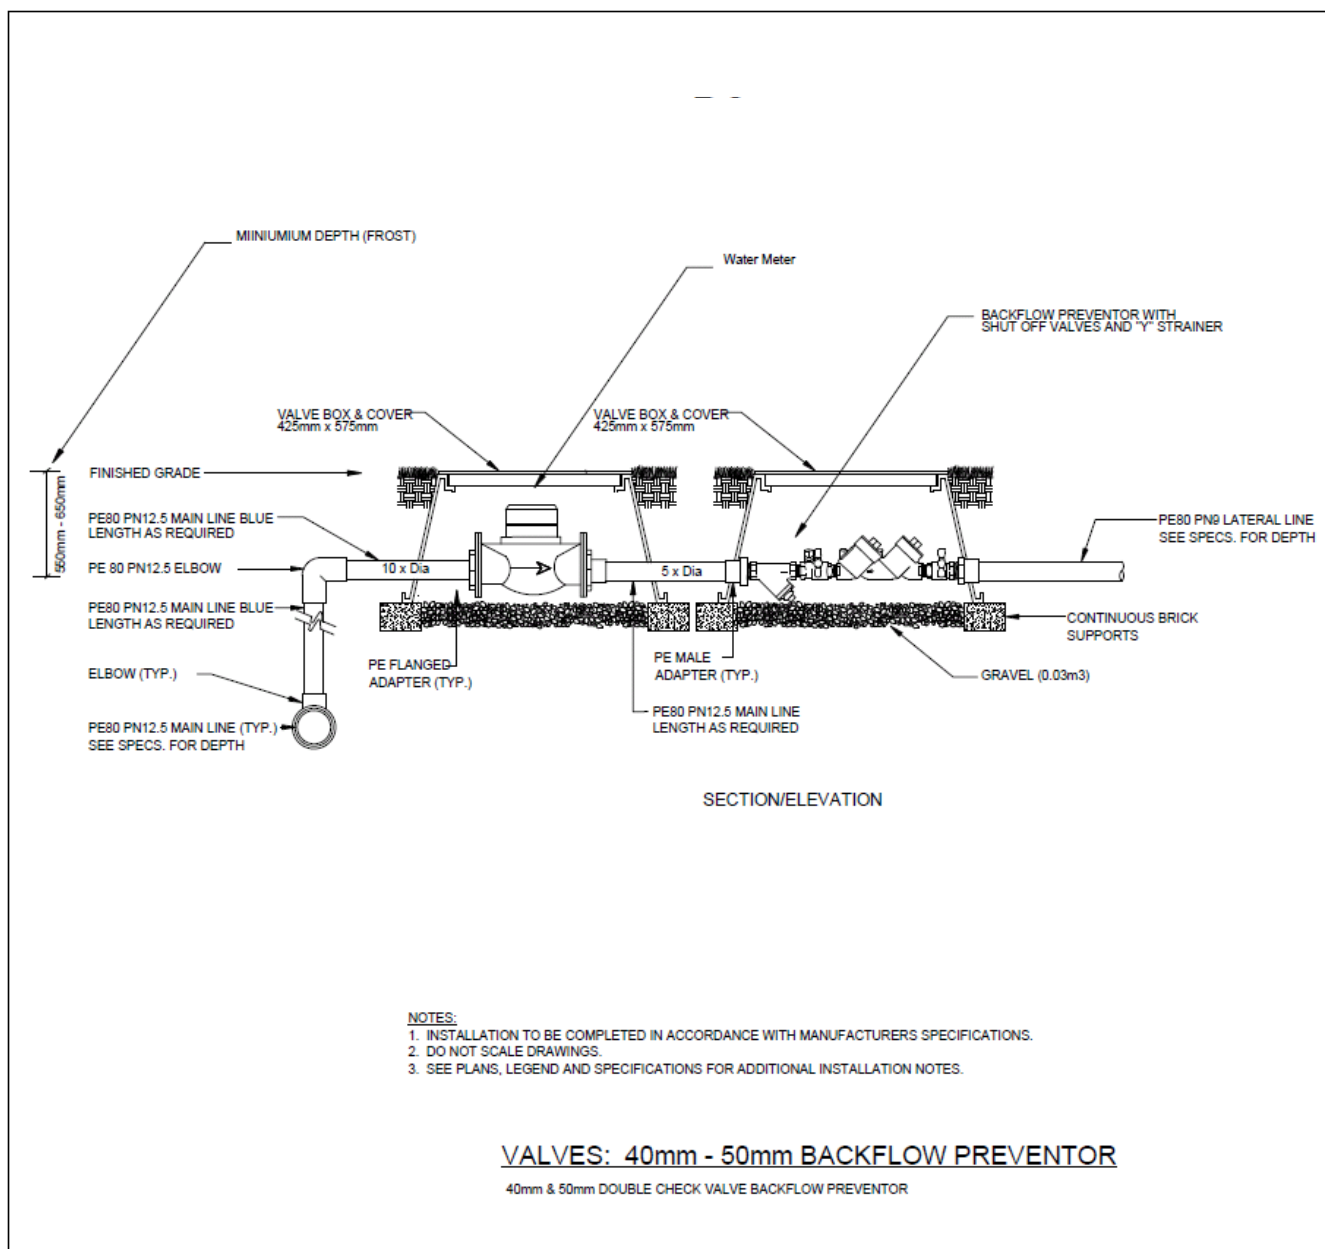 MINIUMIUM DEPTH (FROST)
Water Meter
BACKFLOW PREVENTOR WITH
SHUT OFF VALVES AND "Y" STRAINER
VALVE BOX & COVER
425mm x 575mm
VALVE BOX & COVER
425mm x 575mm
FINISHED GRADE
550mm - 650mm
PE80 PN12.5 MAIN LINE BLUE
LENGTH AS REQUIRED
PE80 PN9 LATERAL LINE
SEE SPECS. FOR DEPTH
PE 80 PN12.5 ELBOW
10 x Dia
5 x Dia
PE80 PN12.5 MAIN LINE BLUE
LENGTH AS REQUIRED
CONTINUOUS BRICK
SUPPORTS
PE FLANGED
ADAPTER (TYP.)
PE MALE
ADAPTER (TYP.)
ELBOW (TYP.)
GRAVEL (0.03m3)
PE80 PN12.5 MAIN LINE
LENGTH AS REQUIRED
PE80 PN12.5 MAIN LINE (TYP.)
SEE SPECS. FOR DEPTH
SECTION/ELEVATION
NOTES:
1. INSTALLATION TO BE COMPLETED IN ACCORDANCE WITH MANUFACTURERS SPECIFICATIONS.
2. DO NOT SCALE DRAWINGS.
3. SEE PLANS, LEGEND AND SPECIFICATIONS FOR ADDITIONAL INSTALLATION NOTES.
VALVES: 40mm - 50mm BACKFLOW PREVENTOR
40mm & 50mm DOUBLE CHECK VALVE BACKFLOW PREVENTOR